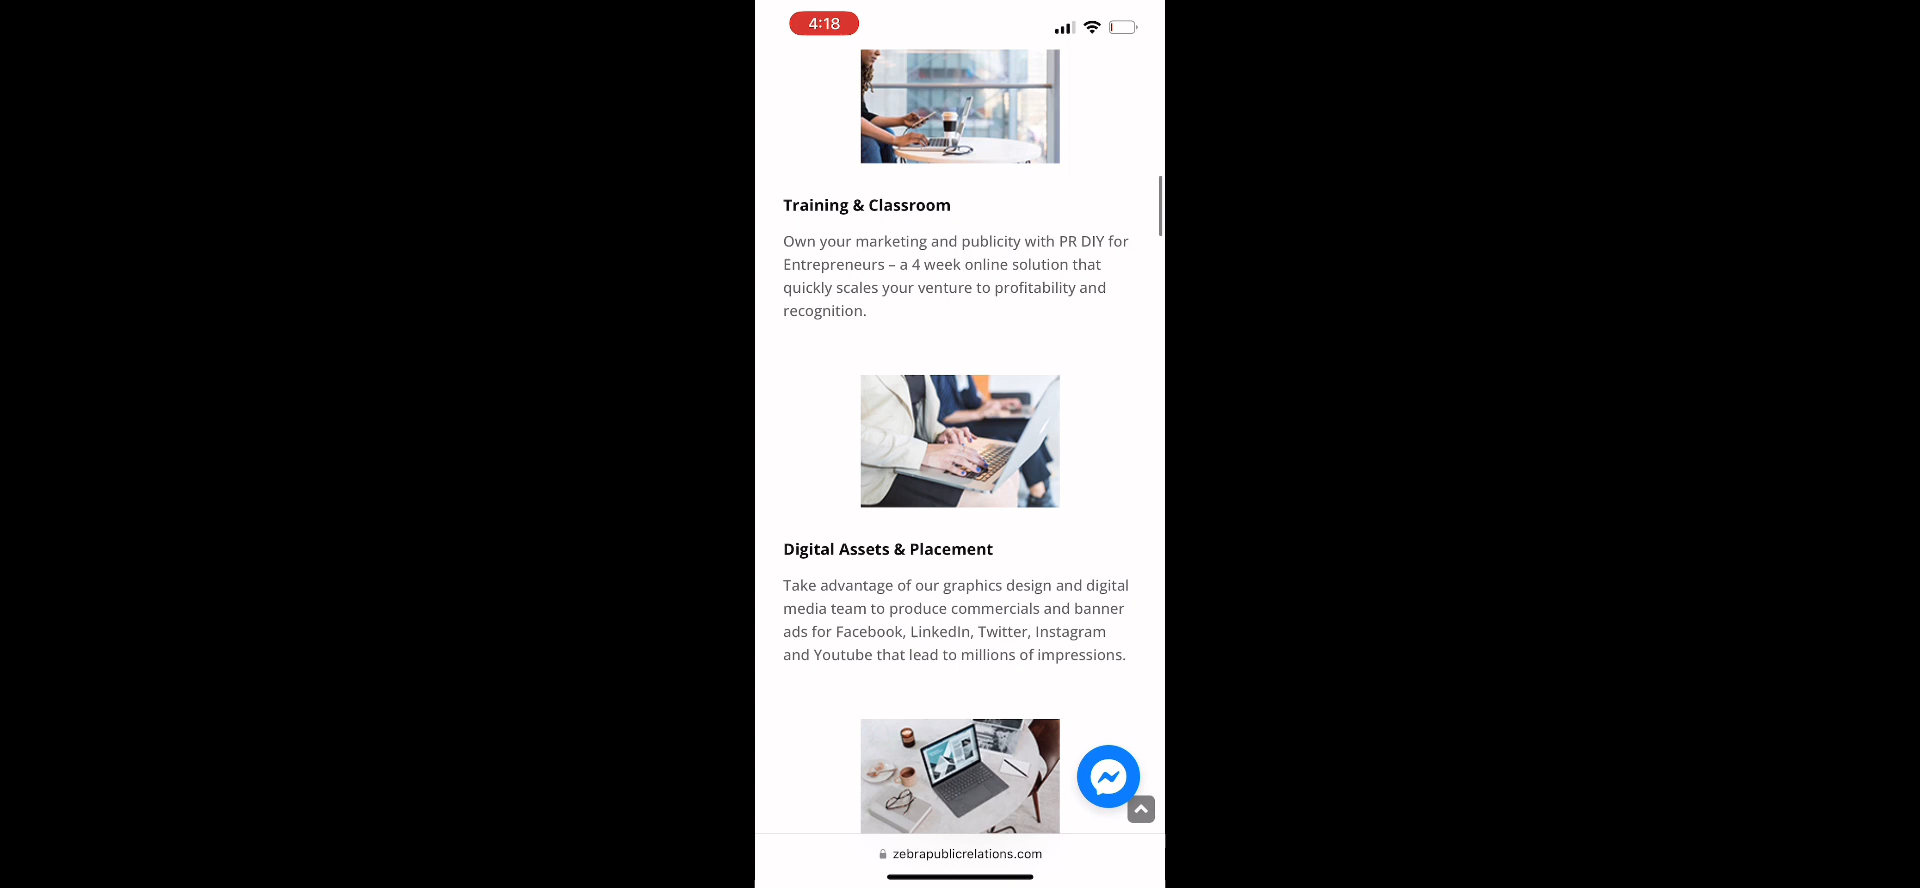 4:18
Training & Classroom
Own your marketing and publicity with PR DIY for
Entrepreneurs – a 4 week online solution that
quickly scales your venture to profitability and
recognition.
Digital Assets & Placement
Take advantage of our graphics design and digital
media team to produce commercials and banner
ads for Facebook, LinkedIn, Twitter, Instagram
and Youtube that lead to millions of impressions.
zebrapublicrelations.com